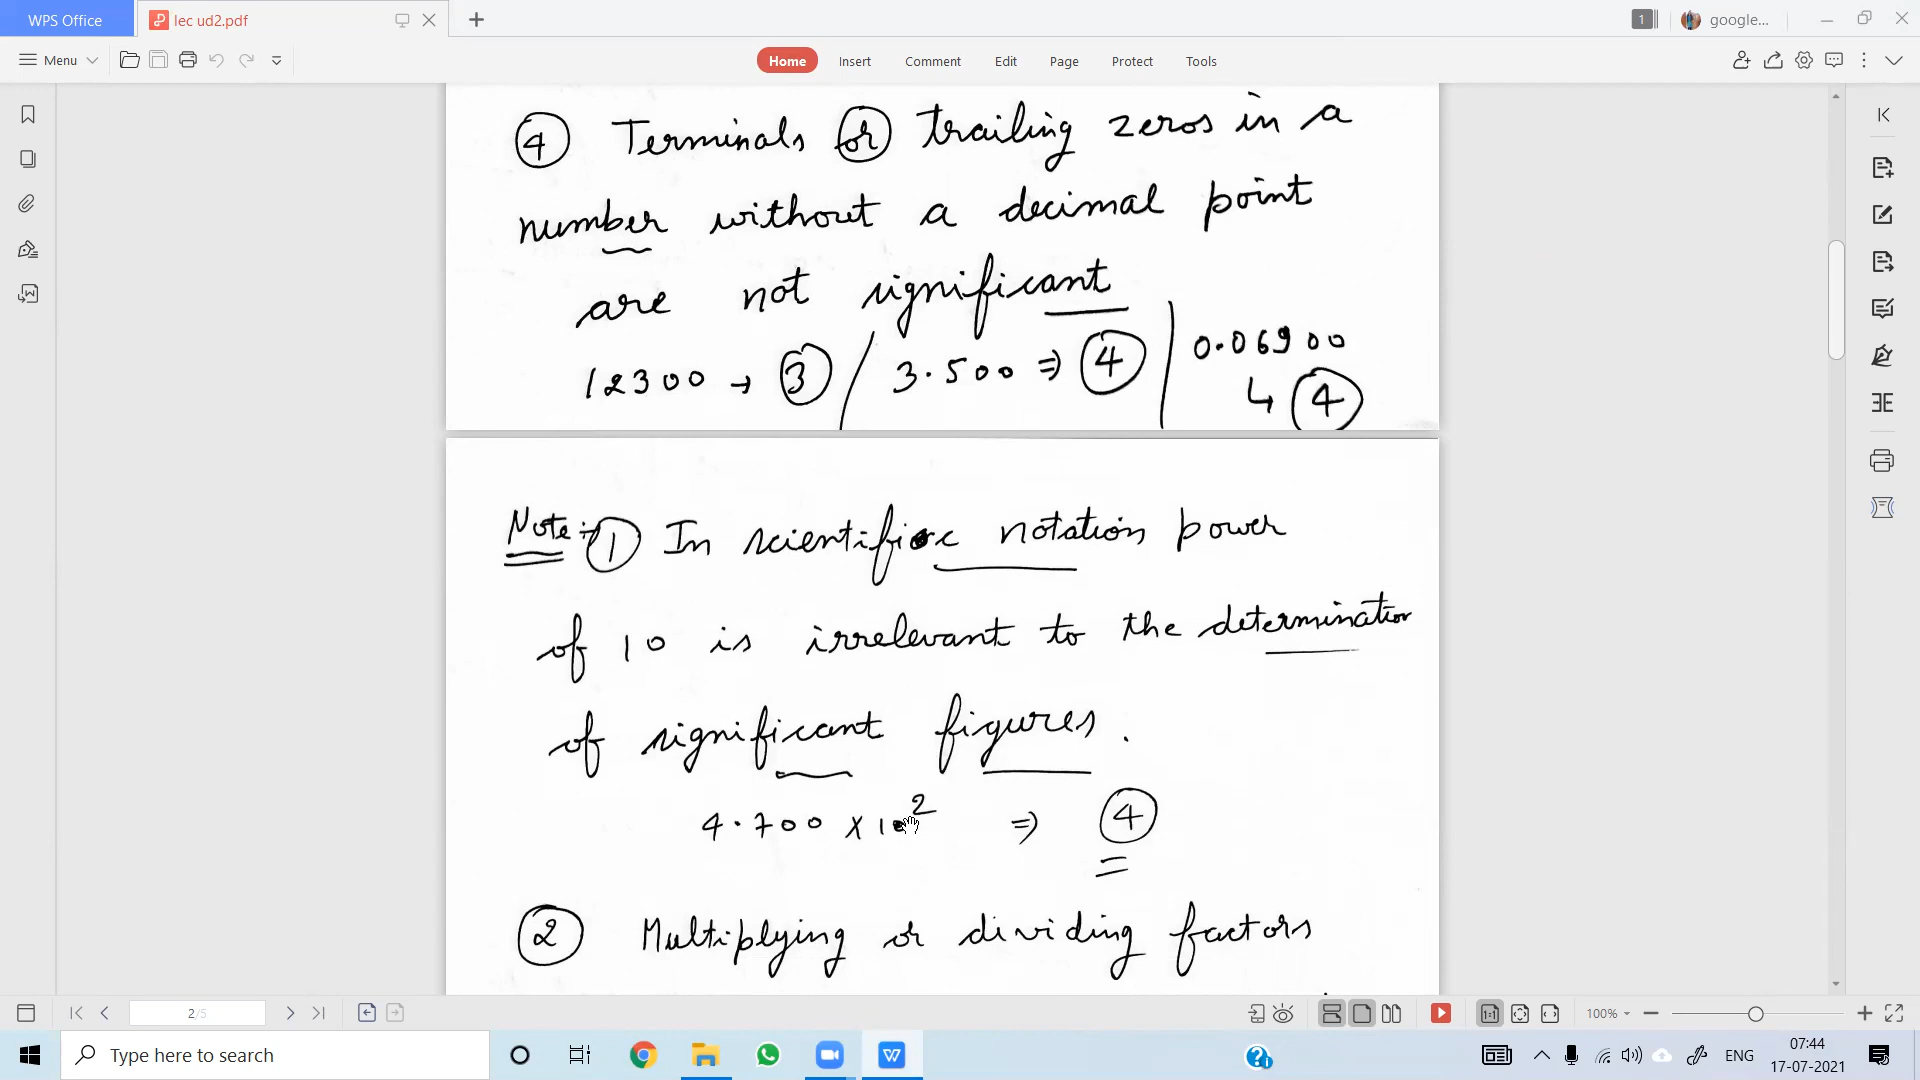 WPS Office
lec ud2.pdf
1
google...
Menu
Home Insert Comment Edit Page Protect Tools
④ Terminals or trailing zeros in a
number without a decimal point
are not significant
12300 → ③ / 3.500 ⇒ ④ | 0.06900
↳ ④
Note :- ① In scientific notation power
of 10 is irrelevant to the determination
of significant figures.
4.700 × 10² ⇒ ④
② Multiplying or dividing factors
2/5
1:1
100%
Type here to search
ENG
07:44
17-07-2021